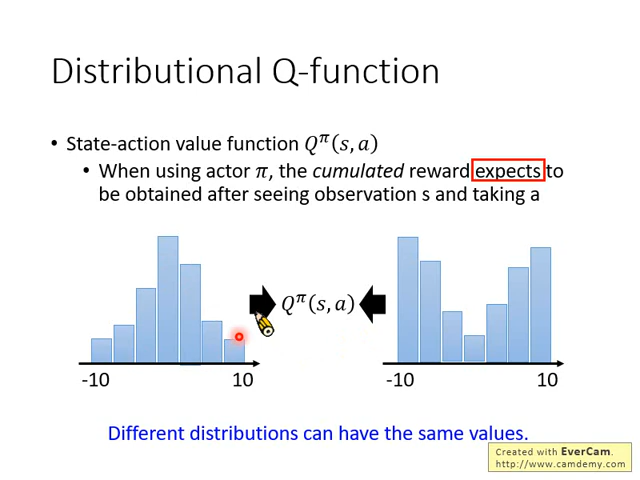 Distributional Q-function
• State-action value function Q^π(s, a)
• When using actor π, the cumulated reward expects to
be obtained after seeing observation s and taking a
Q^π(s, a)
-10 10 -10 10
Different distributions can have the same values.
Created with EverCam.
http://www.camdemy.com